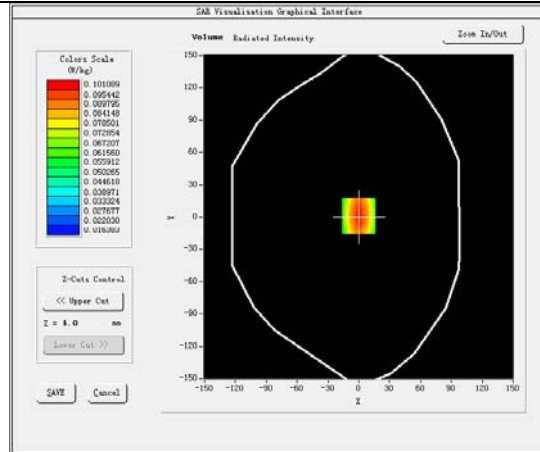 SAR Visualisation Graphical Interface
Volume Radiated Intensity
Zoom In/Out
Colors Scale
(W/kg)
0.101089
0.095442
0.089795
0.084148
0.078501
0.072854
0.067207
0.061560
0.055912
0.050265
0.044618
0.038971
0.033324
0.027677
0.022030
0.016383
150
120
90
60
30
0
-30
-60
-90
-120
-150
Y
-150 -120 -90 -60 -30 0 30 60 90 120 150
X
Z-Cuts Control
<< Upper Cut
Z = 4.0 mm
Lower Cut >>
SAVE Cancel